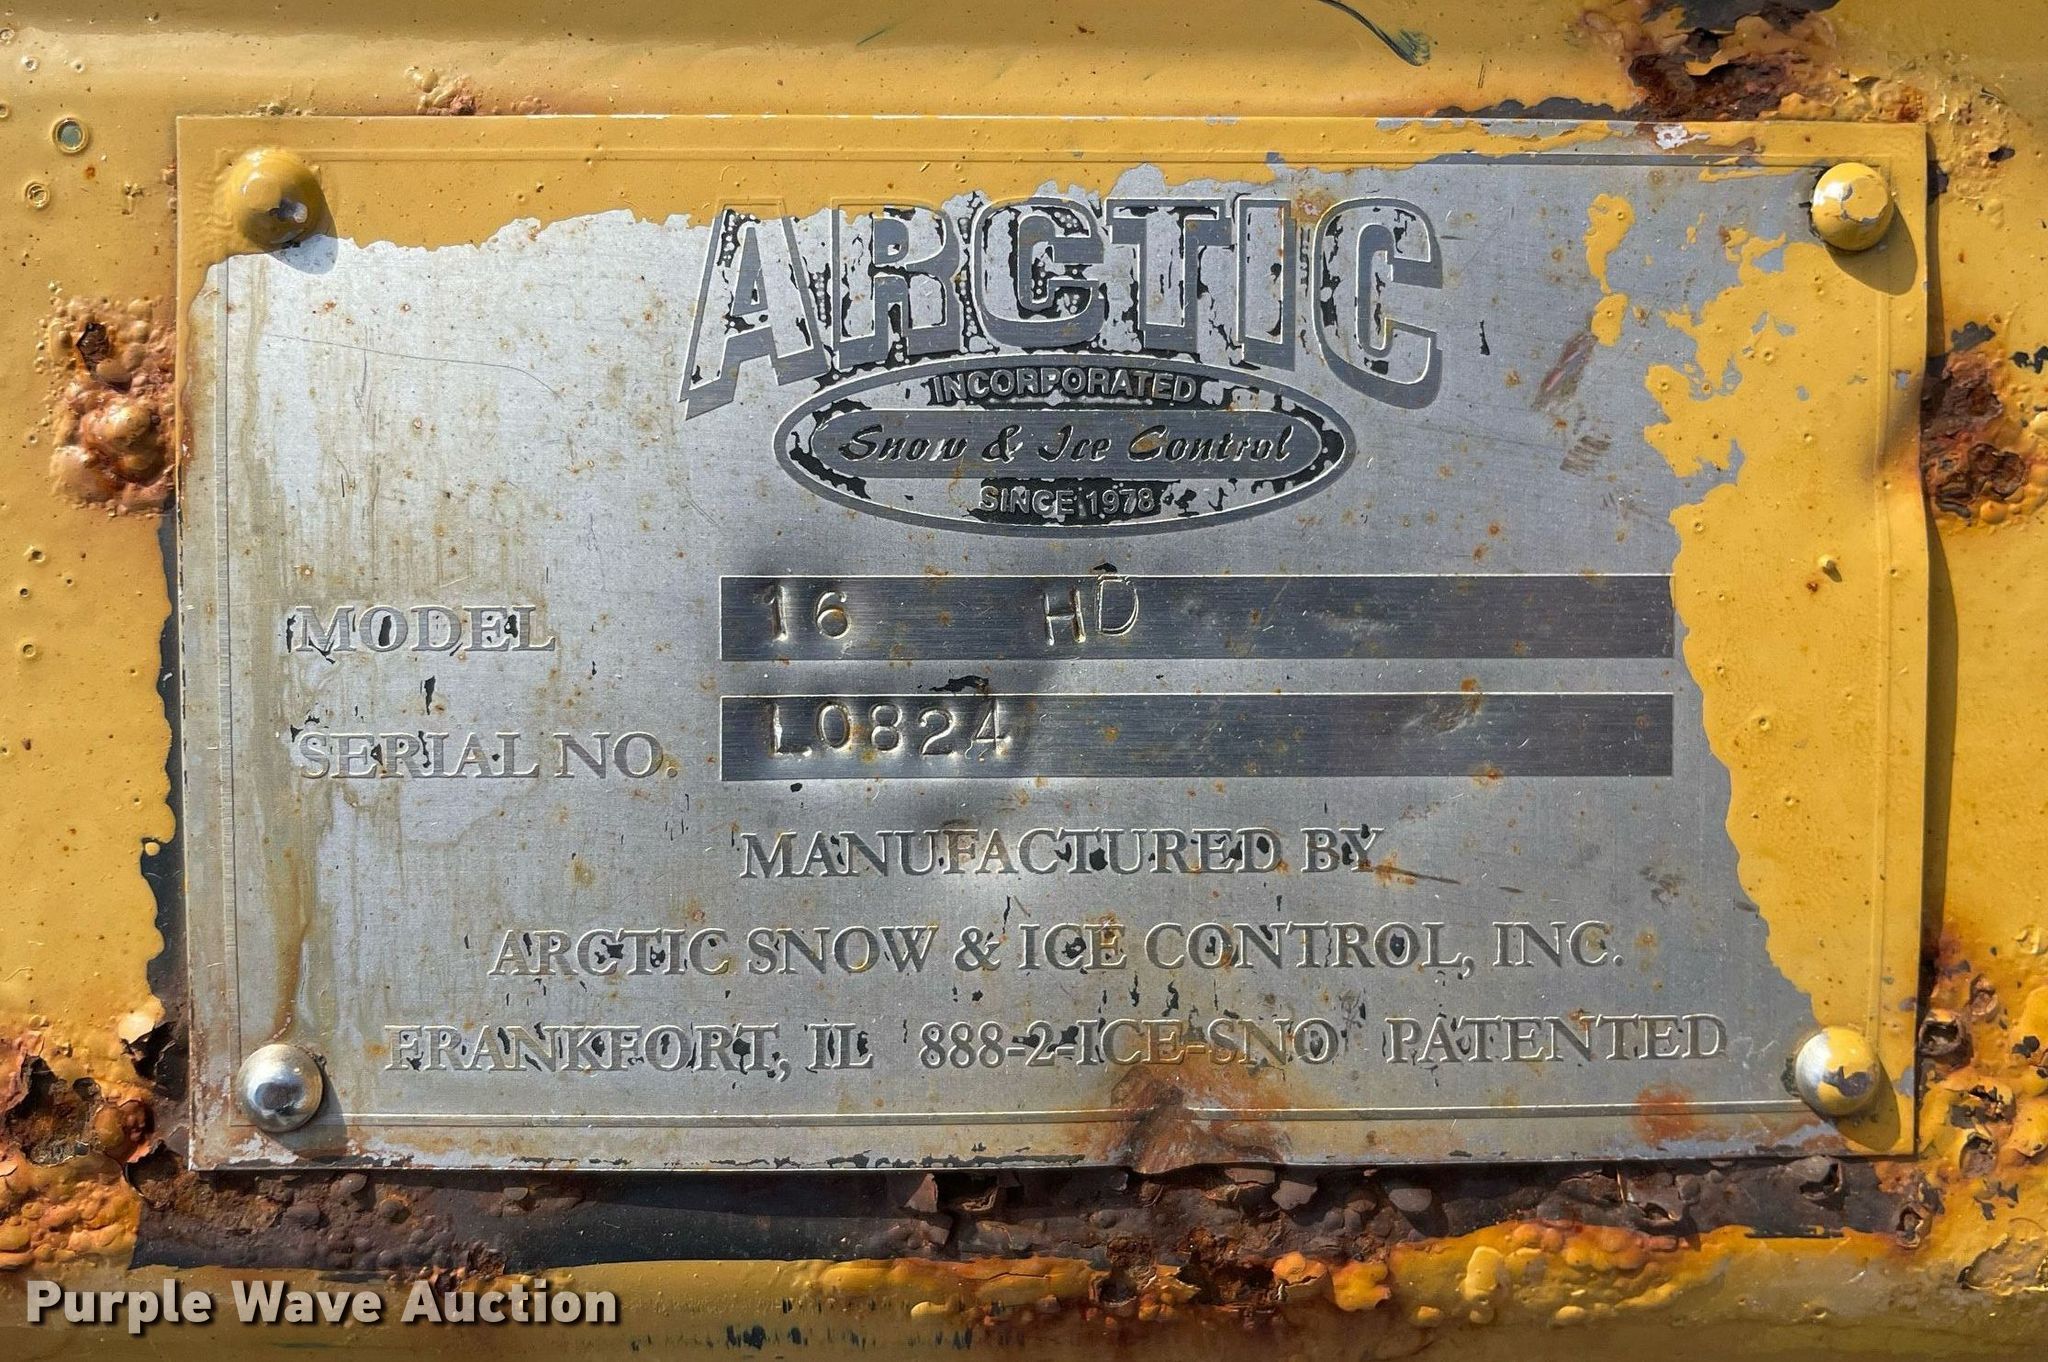 ARCTIC
INCORPORATED
Snow & Ice Control
SINCE 1978
MODEL 16 HD
SERIAL NO. L0824
MANUFACTURED BY
ARCTIC SNOW & ICE CONTROL, INC.
FRANKFORT, IL 888-2-ICE-SNO PATENTED
Purple Wave Auction